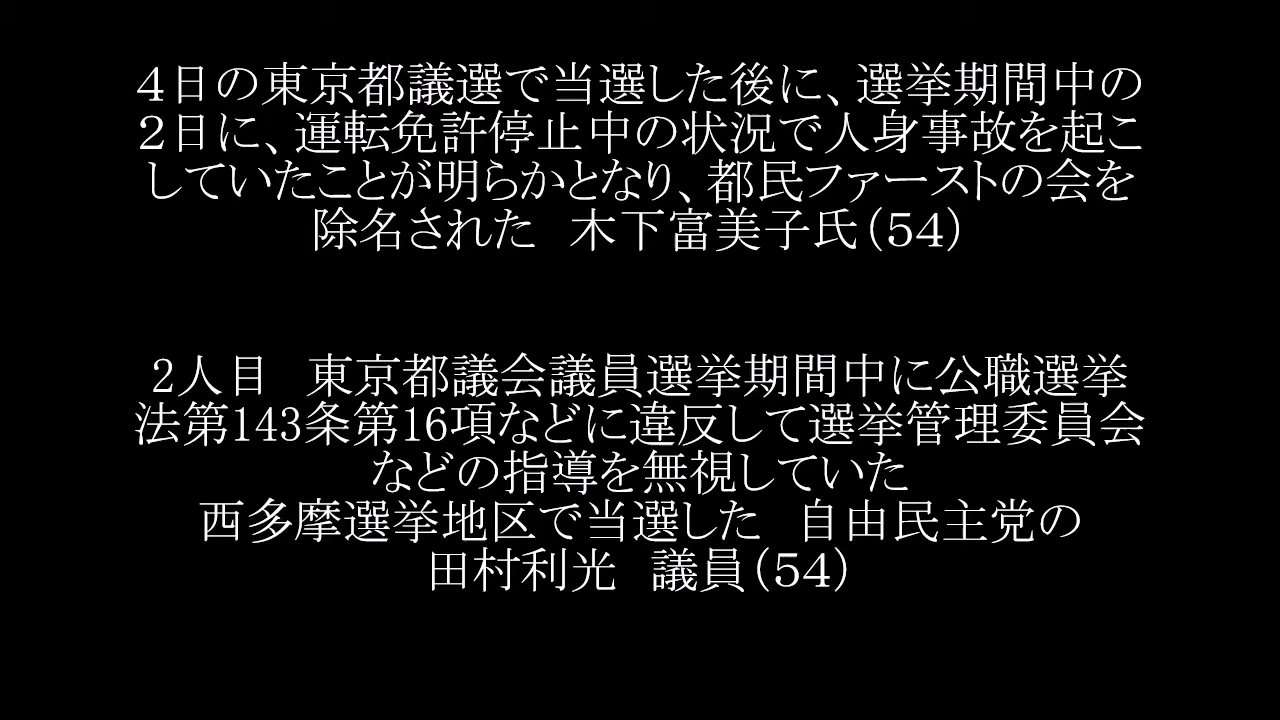 ４日の東京都議選で当選した後に、選挙期間中の
２日に、運転免許停止中の状況で人身事故を起こ
していたことが明らかとなり、都民ファーストの会を
除名された　木下富美子氏（５４）
2人目　東京都議会議員選挙期間中に公職選挙
法第143条第16項などに違反して選挙管理委員会
などの指導を無視していた
西多摩選挙地区で当選した　自由民主党の
田村利光　議員（５４）